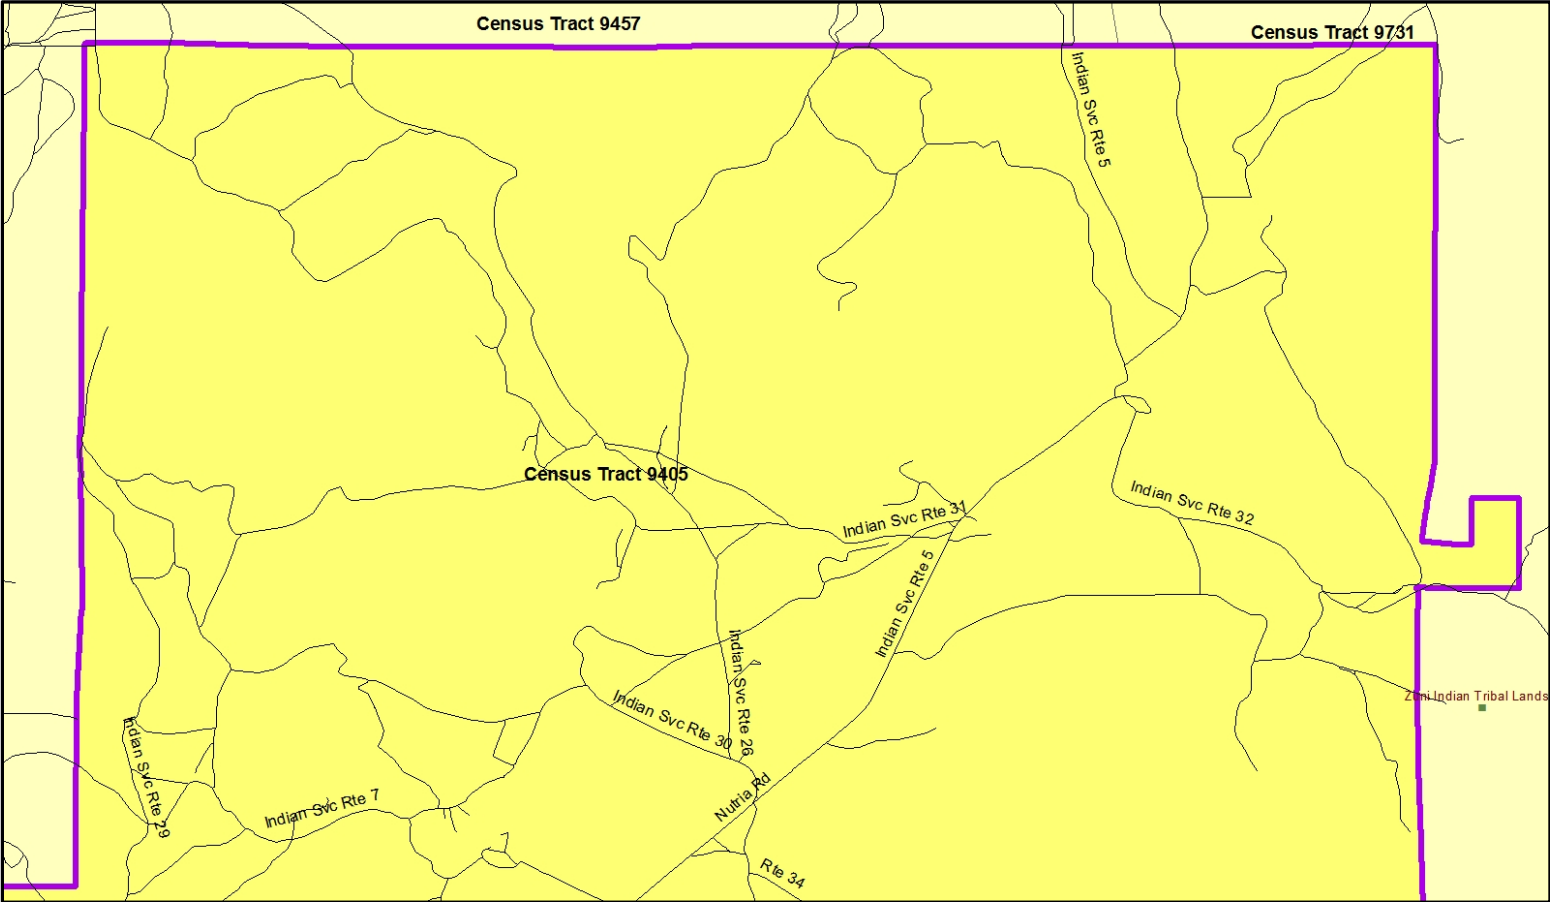 Census Tract 9457
Census Tract 9731
Indian Svc Rte 5
Census Tract 9405
Indian Svc Rte 31
Indian Svc Rte 32
Indian Svc Rte 5
Indian Svc Rte 26
Indian Svc Rte 30
Zuni Indian Tribal Lands
Indian Svc Rte 29
Indian Svc Rte 7
Nutria Rd
Rte 34